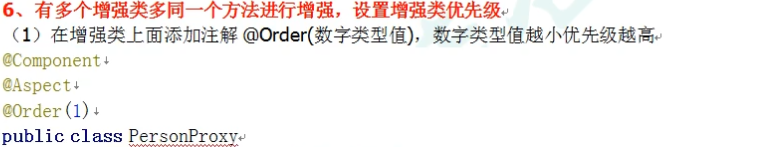 6、有多个增强类多同一个方法进行增强，设置增强类优先级
（1）在增强类上面添加注解 @Order(数字类型值)，数字类型值越小优先级越高
@Component
@Aspect
@Order(1)
public class PersonProxy